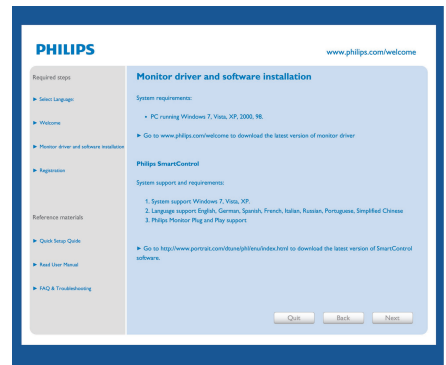 PHILIPS
www.philips.com/welcome
Required steps
► Select Language:
► Welcome
► Monitor driver and software installation
► Registration
Reference materials
► Quick Setup Guide
► Read User Manual
► FAQ & Troubleshooting
Monitor driver and software installation
System requirements:
• PC running Windows 7, Vista, XP, 2000, 98.
► Go to www.philips.com/welcome to download the latest version of monitor driver
Philips SmartControl
System support and requirements:
1. System support Windows 7, Vista, XP.
2. Language support English, German, Spanish, French, Italian, Russian, Portuguese, Simplified Chinese
3. Philips Monitor Plug and Play support
► Go to http://www.portrait.com/dtune/phl/enu/index.html to download the latest version of SmartControl
software.
Quit
Back
Next